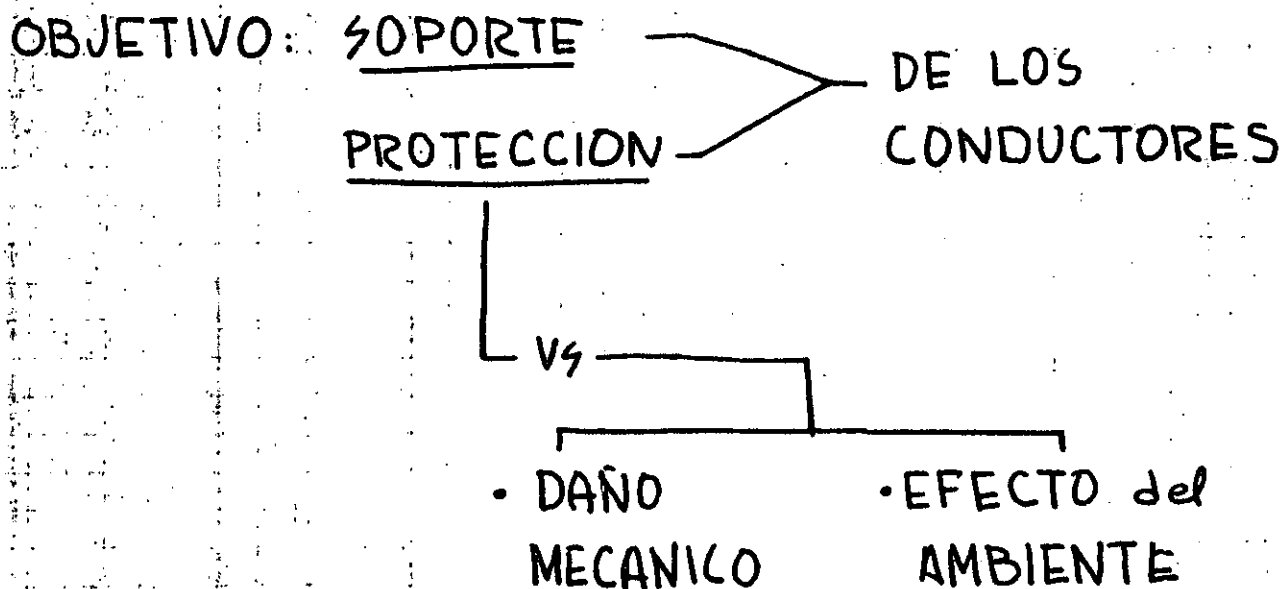 OBJETIVO: SOPORTE
DE LOS
PROTECCION
CONDUCTORES
VS
· DAÑO
MECANICO
· EFECTO del
AMBIENTE